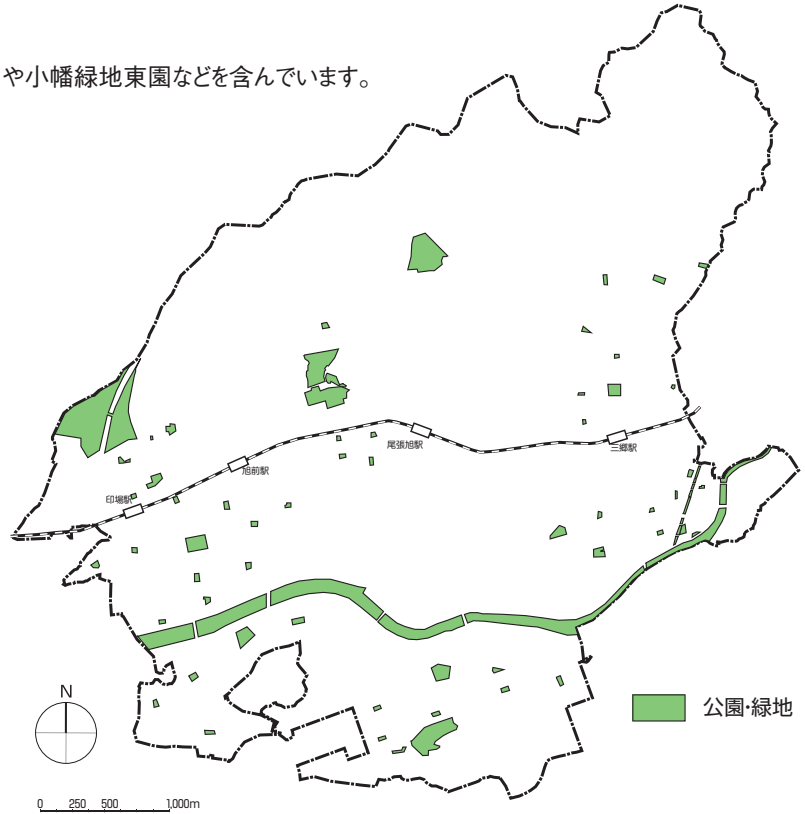 や小幡緑地東園などを含んでいます。
尾張旭駅
三郷駅
旭前駅
印場駅
N
公園・緑地
0 250 500 1,000m